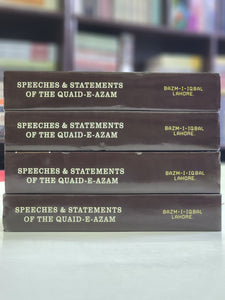 SPEECHES & STATEMENTS
OF THE QUAID-E-AZAM
BAZM-I-IQBAL
LAHORE.
SPEECHES & STATEMENTS
OF THE QUAID-E-AZAM
BAZM-I-IQBAL
LAHORE.
SPEECHES & STATEMENTS
OF THE QUAID-E-AZAM
BAZM-I-IQBAL
LAHORE.
SPEECHES & STATEMENTS
OF THE QUAID-E-AZAM
BAZM-I-IQBAL
LAHORE.